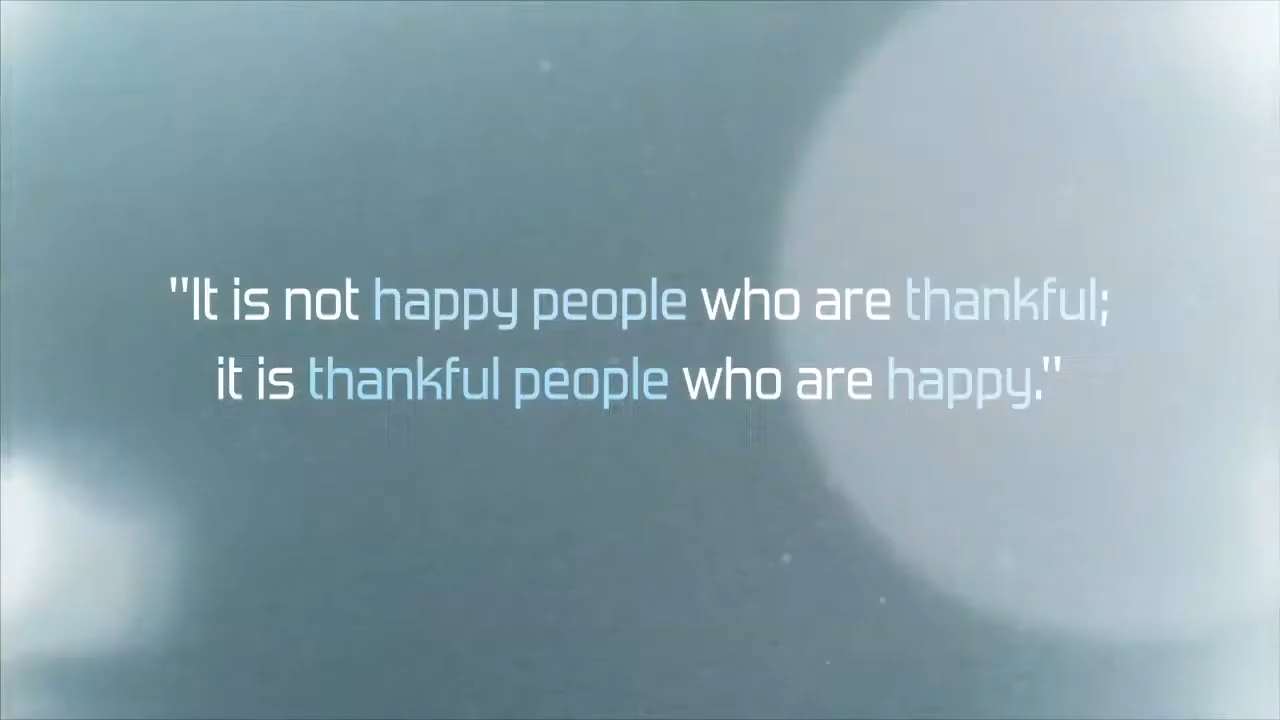 "It is not happy people who are thankful;
it is thankful people who are happy."